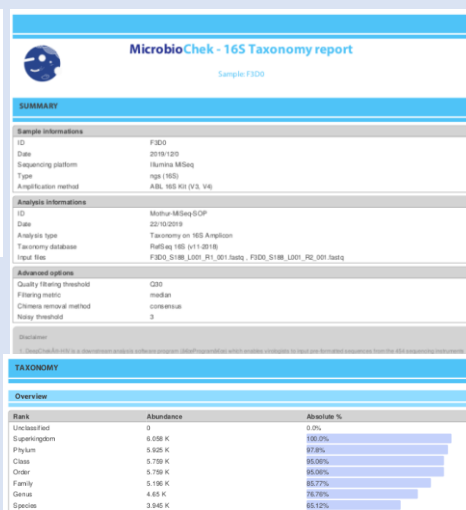 MicrobioChek - 16S Taxonomy report
Sample F3D0
SUMMARY
Sample informations
ID F3D0
Date 2019/12/0
Sequencing platform Illumina MiSeq
Type ngs (16S)
Amplification method ABL 16S Kit (V3, V4)
Analysis informations
ID Mothur-MiSeqSOP
Date 22/10/2019
Analysis type Taxonomy on 16S Amplicon
Taxonomy database RefSeq 16S (v11-2018)
Input files F3D0_S188_L001_R1_001.fastq , F3D0_S188_L001_R2_001.fastq
Advanced options
Quality filtering threshold Q30
Filtering metric median
Chimera removal method consensus
Noisy threshold 3
Disclaimer
TAXONOMY
Overview
Rank Abundance Absolute %
Unclassified 0 0.0%
Superkingdom 6.058 K 100.0%
Phylum 5.925 K 97.8%
Class 5.759 K 95.06%
Order 5.759 K 95.06%
Family 5.196 K 85.77%
Genus 4.65 K 76.76%
Species 3.945 K 65.12%